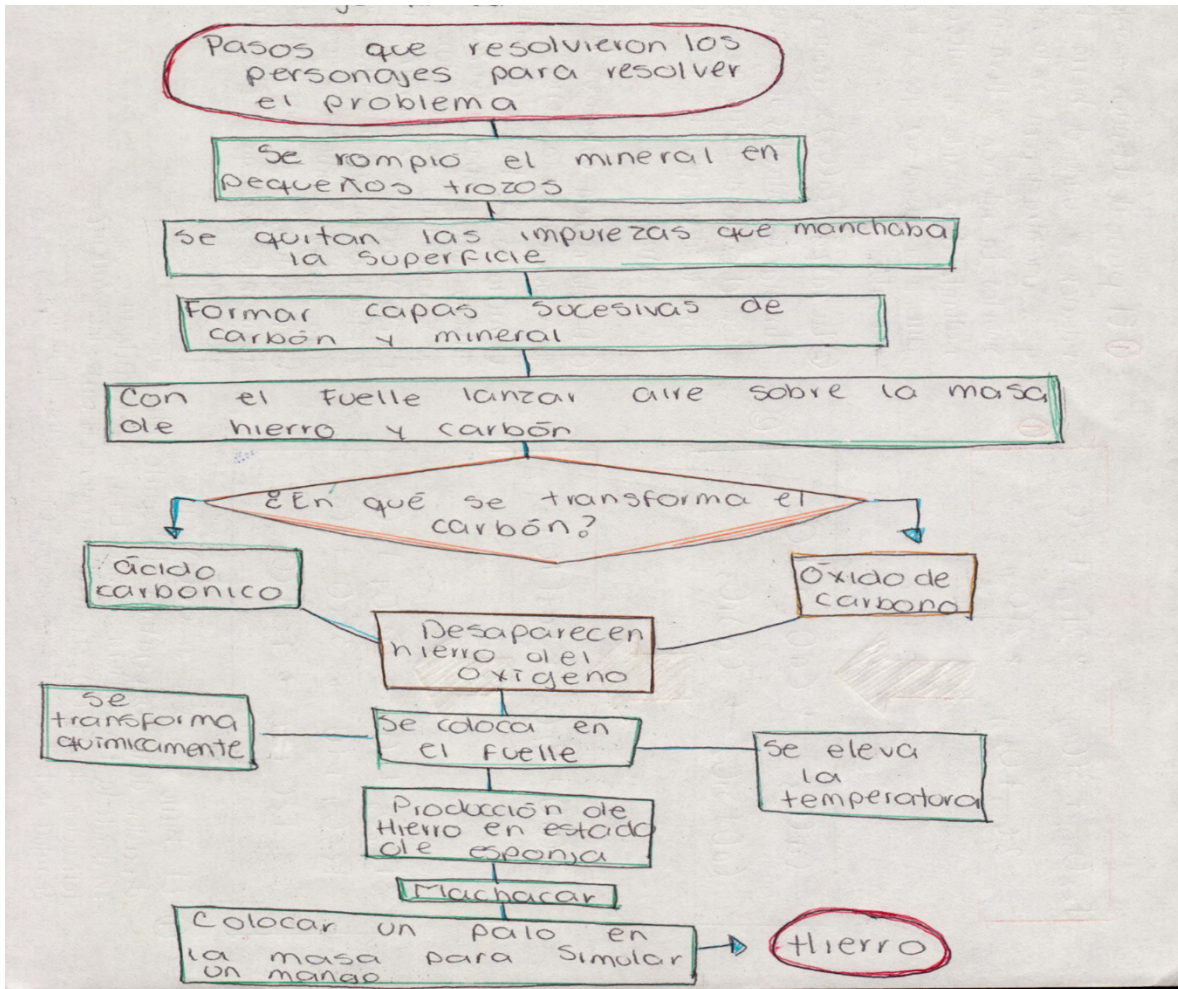 Pasos que resolvieron los
personajes para resolver
el problema
Se rompio el mineral en
pequeños trozos
se quitan las impurezas que manchaba
la superficie
Formar capas sucesivas de
carbón y mineral
Con el Fuelle lanzar aire sobre la masa
de hierro y carbón
¿En qué se transforma el
carbón?
ácido
carbonico
Óxido de
carbono
Desaparecen
hierro del
oxigeno
Se
transforma
químicamente
Se coloca en
el Fuelle
Se eleva
la
temperatura
Producción de
Hierro en estado
de esponja
Machacar
Colocar un palo en
la masa para Simular
un mango
Hierro